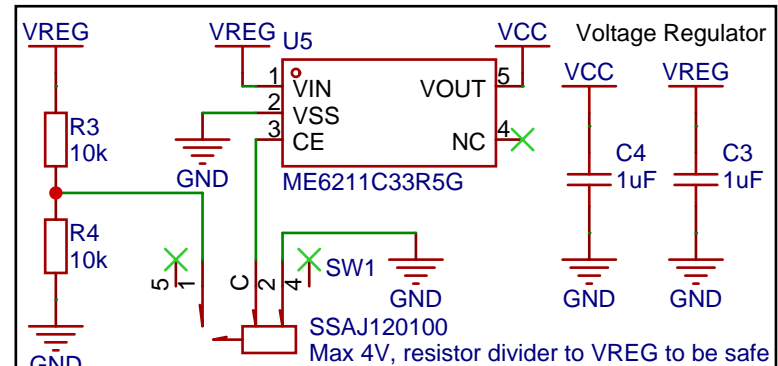 VREG
VREG U5
VCC
Voltage Regulator
1
VIN
VOUT
5
VCC
VREG
2
VSS
R3
10k
3
CE
NC
4
C4
1uF
C3
1uF
GND
ME6211C33R5G
R4
10k
5
1
C
2
4
SW1
GND
GND
GND
SSAJ120100
Max 4V, resistor divider to VREG to be safe
GND